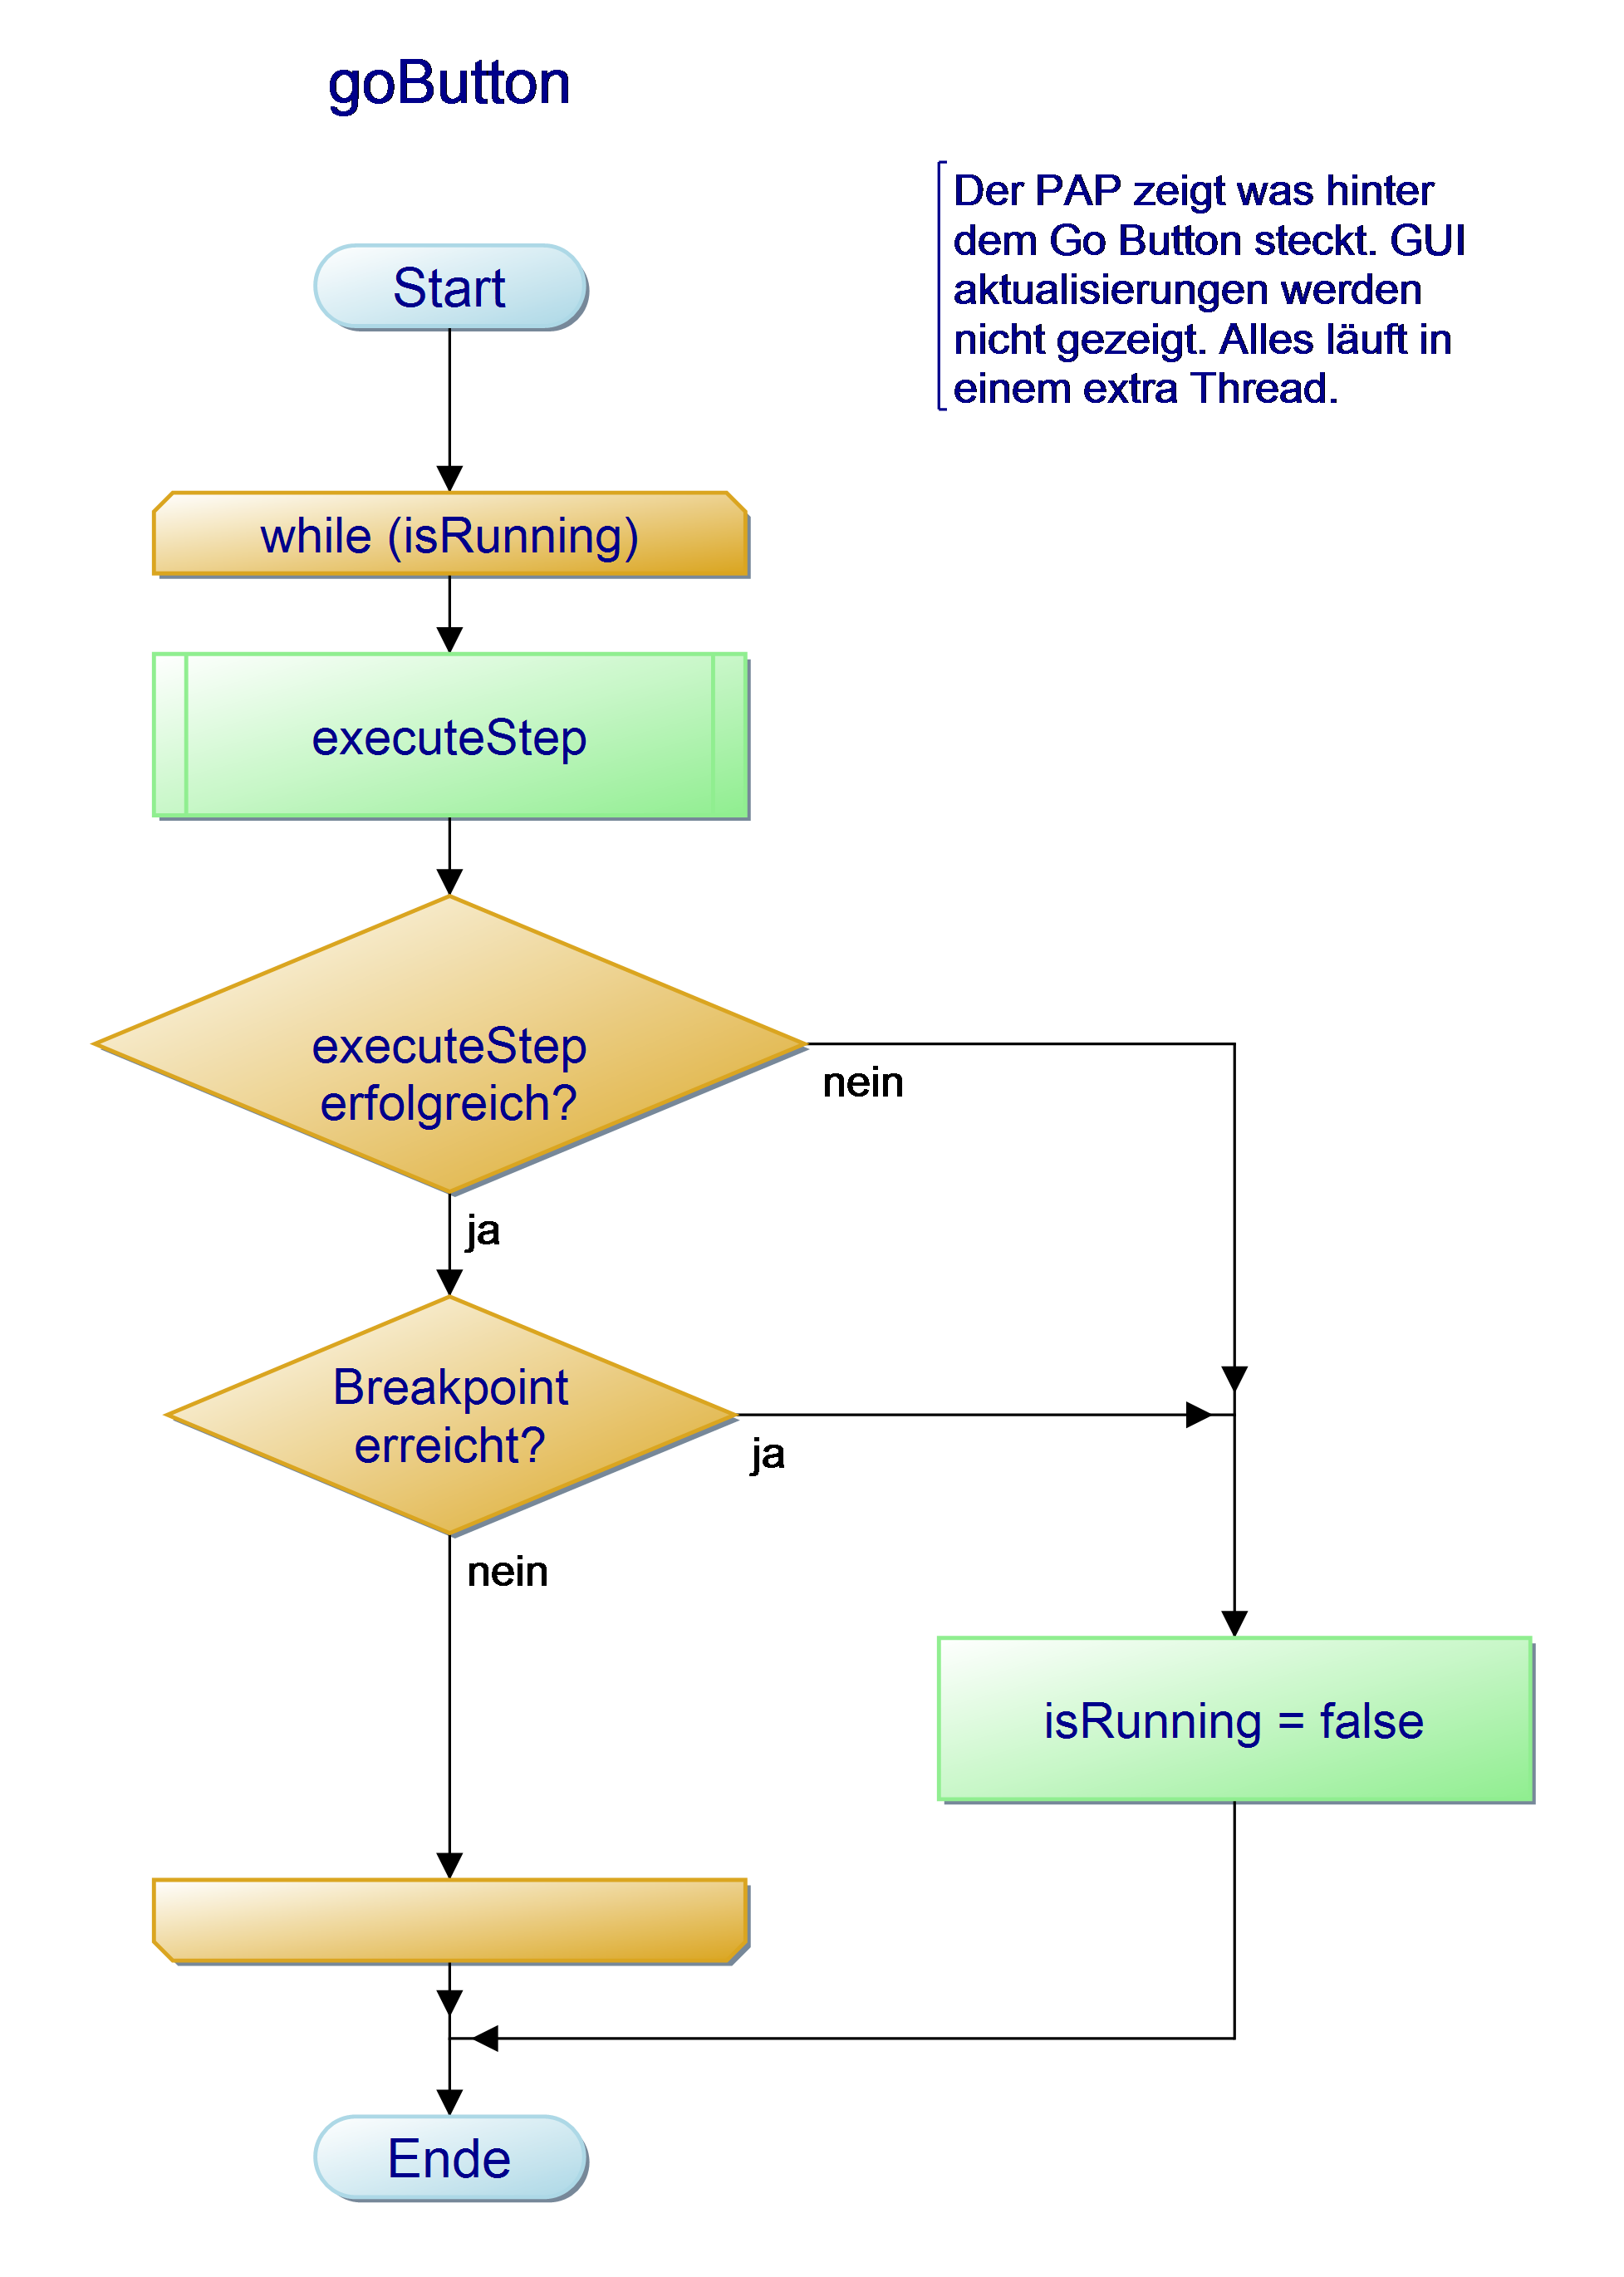 goButton
Der PAP zeigt was hinter
dem Go Button steckt. GUI
aktualisierungen werden
nicht gezeigt. Alles läuft in
einem extra Thread.
Start
while (isRunning)
executeStep
executeStep
erfolgreich?
nein
ja
Breakpoint
erreicht?
ja
nein
isRunning = false
Ende